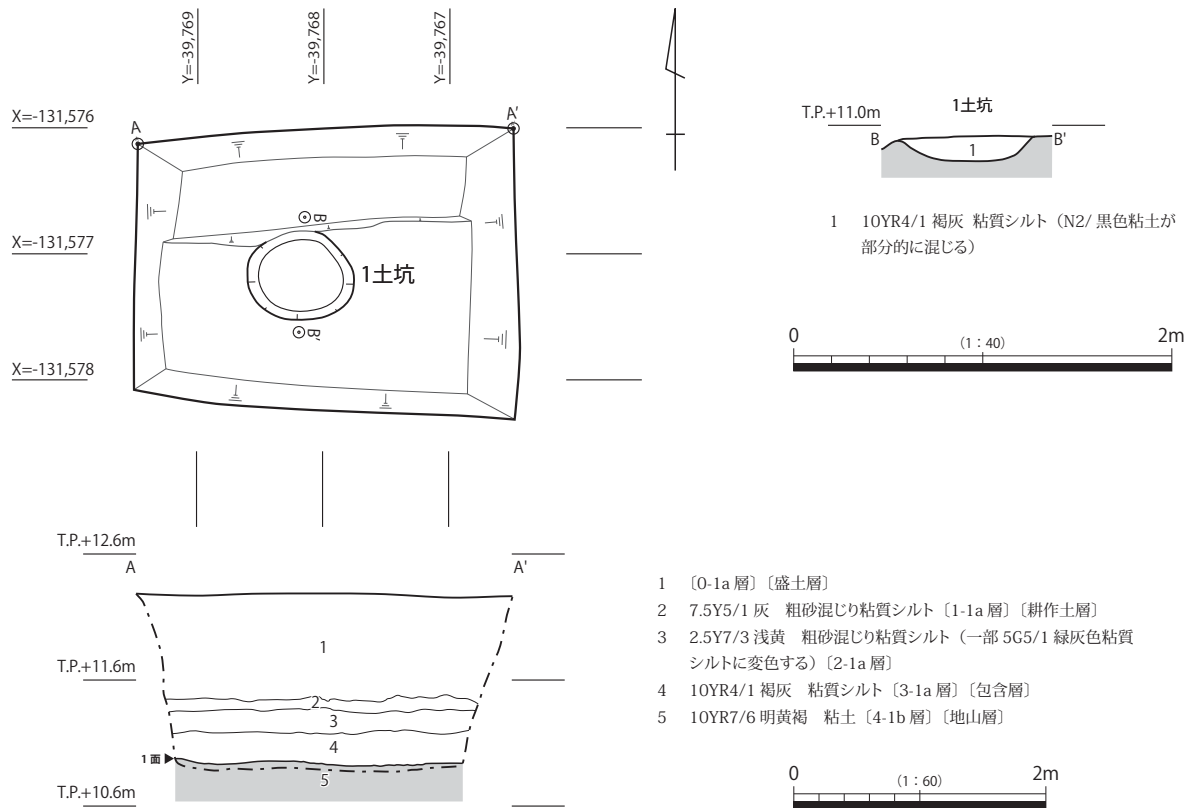 Y=-39,769
Y=-39,768
Y=-39,767
X=-131,576
A
A'
X=-131,577
B
1土坑
B'
X=-131,578
T.P.+11.0m
1土坑
B
B'
1
1 10YR4/1 褐灰 粘質シルト（N2/ 黒色粘土が
部分的に混じる）
0
（1：40）
2m
T.P.+12.6m
A
A'
1
T.P.+11.6m
2
3
4
1面
5
T.P.+10.6m
1 〔0-1a 層〕〔盛土層〕
2 7.5Y5/1 灰 粗砂混じり粘質シルト〔1-1a 層〕〔耕作土層〕
3 2.5Y7/3 浅黄 粗砂混じり粘質シルト（一部 5G5/1 緑灰色粘質
シルトに変色する）〔2-1a 層〕
4 10YR4/1 褐灰 粘質シルト〔3-1a 層〕〔包含層〕
5 10YR7/6 明黄褐 粘土〔4-1b 層〕〔地山層〕
0
（1：60）
2m